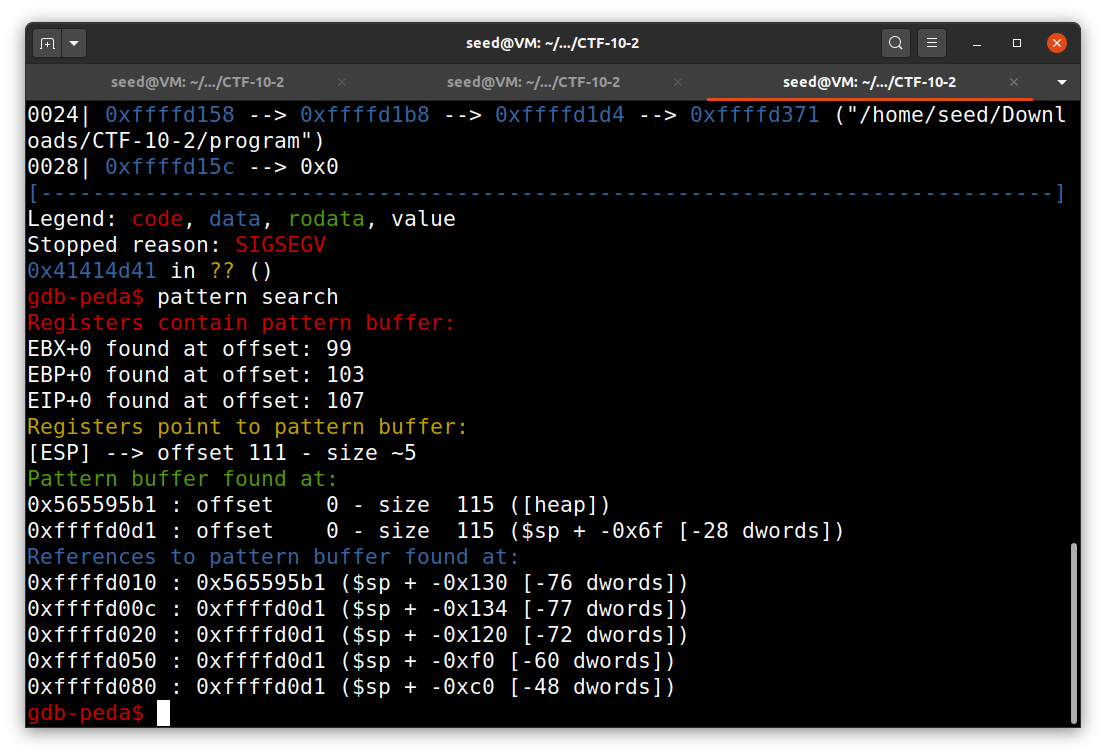 seed@VM: ~/.../CTF-10-2
seed@VM: ~/.../CTF-10-2 × seed@VM: ~/.../CTF-10-2 × seed@VM: ~/.../CTF-10-2 ×
0024| 0xffffd158 --> 0xffffd1b8 --> 0xffffd1d4 --> 0xffffd371 ("/home/seed/Downl
oads/CTF-10-2/program")
0028| 0xffffd15c --> 0x0
[------------------------------------------------------------------------------]
Legend: code, data, rodata, value
Stopped reason: SIGSEGV
0x41414d41 in ?? ()
gdb-peda$ pattern search
Registers contain pattern buffer:
EBX+0 found at offset: 99
EBP+0 found at offset: 103
EIP+0 found at offset: 107
Registers point to pattern buffer:
[ESP] --> offset 111 - size ~5
Pattern buffer found at:
0x565595b1 : offset    0 - size  115 ([heap])
0xffffd0d1 : offset    0 - size  115 ($sp + -0x6f [-28 dwords])
References to pattern buffer found at:
0xffffd010 : 0x565595b1 ($sp + -0x130 [-76 dwords])
0xffffd00c : 0xffffd0d1 ($sp + -0x134 [-77 dwords])
0xffffd020 : 0xffffd0d1 ($sp + -0x120 [-72 dwords])
0xffffd050 : 0xffffd0d1 ($sp + -0xf0 [-60 dwords])
0xffffd080 : 0xffffd0d1 ($sp + -0xc0 [-48 dwords])
gdb-peda$